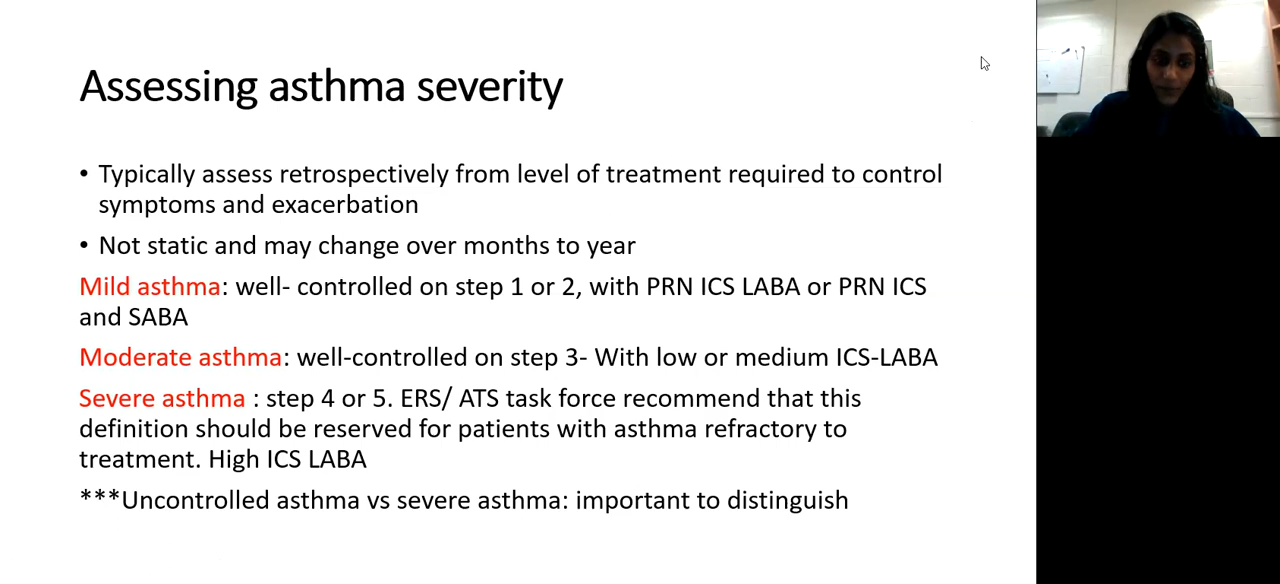 Assessing asthma severity
• Typically assess retrospectively from level of treatment required to control
symptoms and exacerbation
• Not static and may change over months to year
Mild asthma: well- controlled on step 1 or 2, with PRN ICS LABA or PRN ICS
and SABA
Moderate asthma: well-controlled on step 3- With low or medium ICS-LABA
Severe asthma : step 4 or 5. ERS/ ATS task force recommend that this
definition should be reserved for patients with asthma refractory to
treatment. High ICS LABA
***Uncontrolled asthma vs severe asthma: important to distinguish